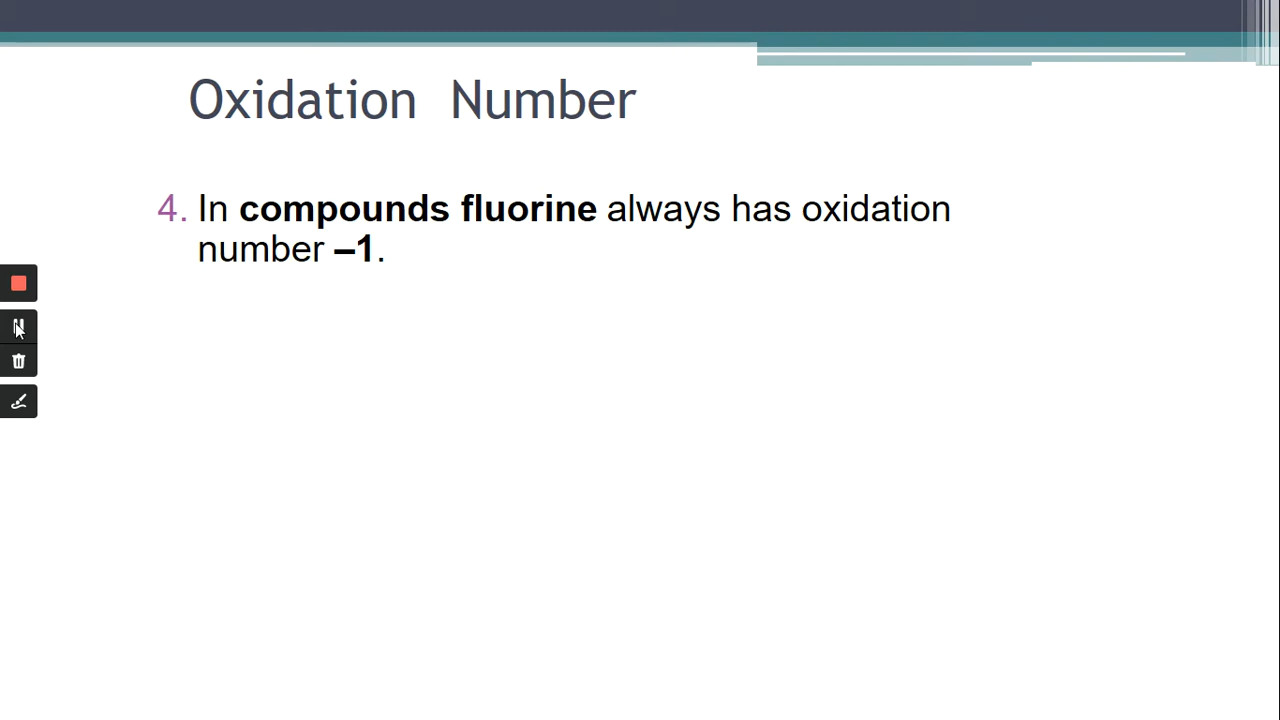 Oxidation Number
4. In compounds fluorine always has oxidation
number –1.